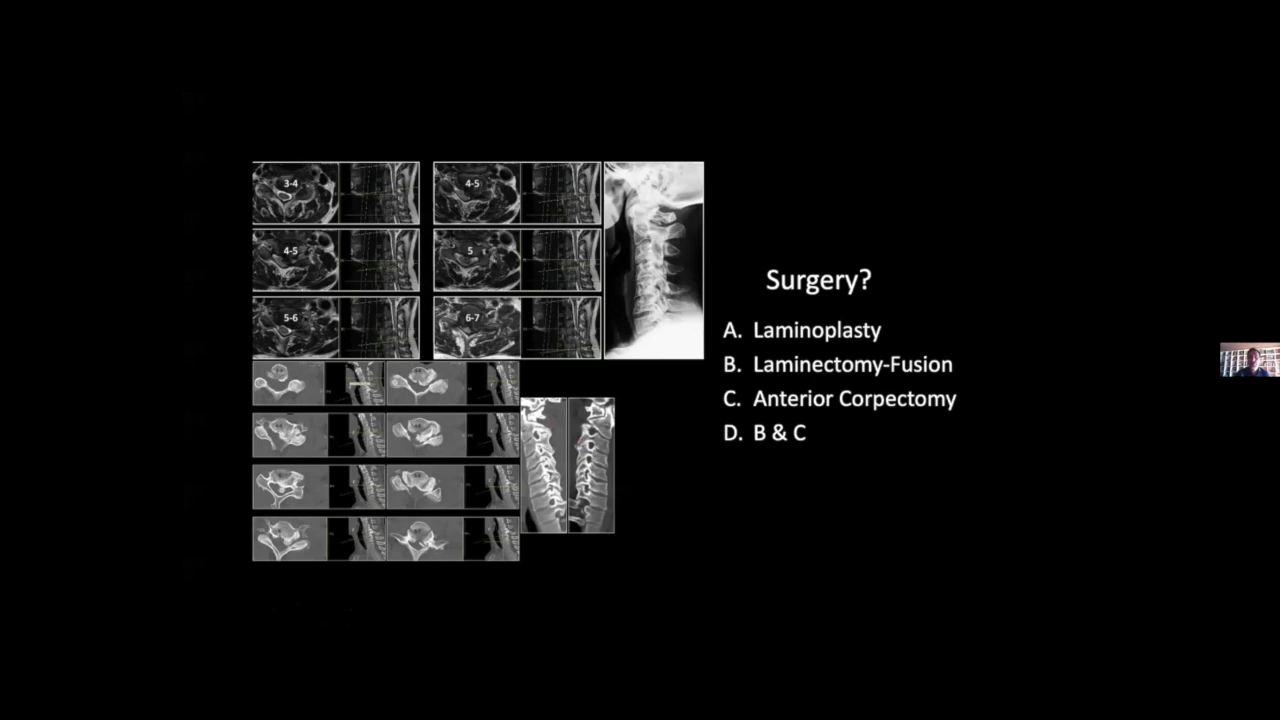 3-4
4-5
4-5
5
5-6
6-7
Surgery?
A. Laminoplasty
B. Laminectomy-Fusion
C. Anterior Corpectomy
D. B & C